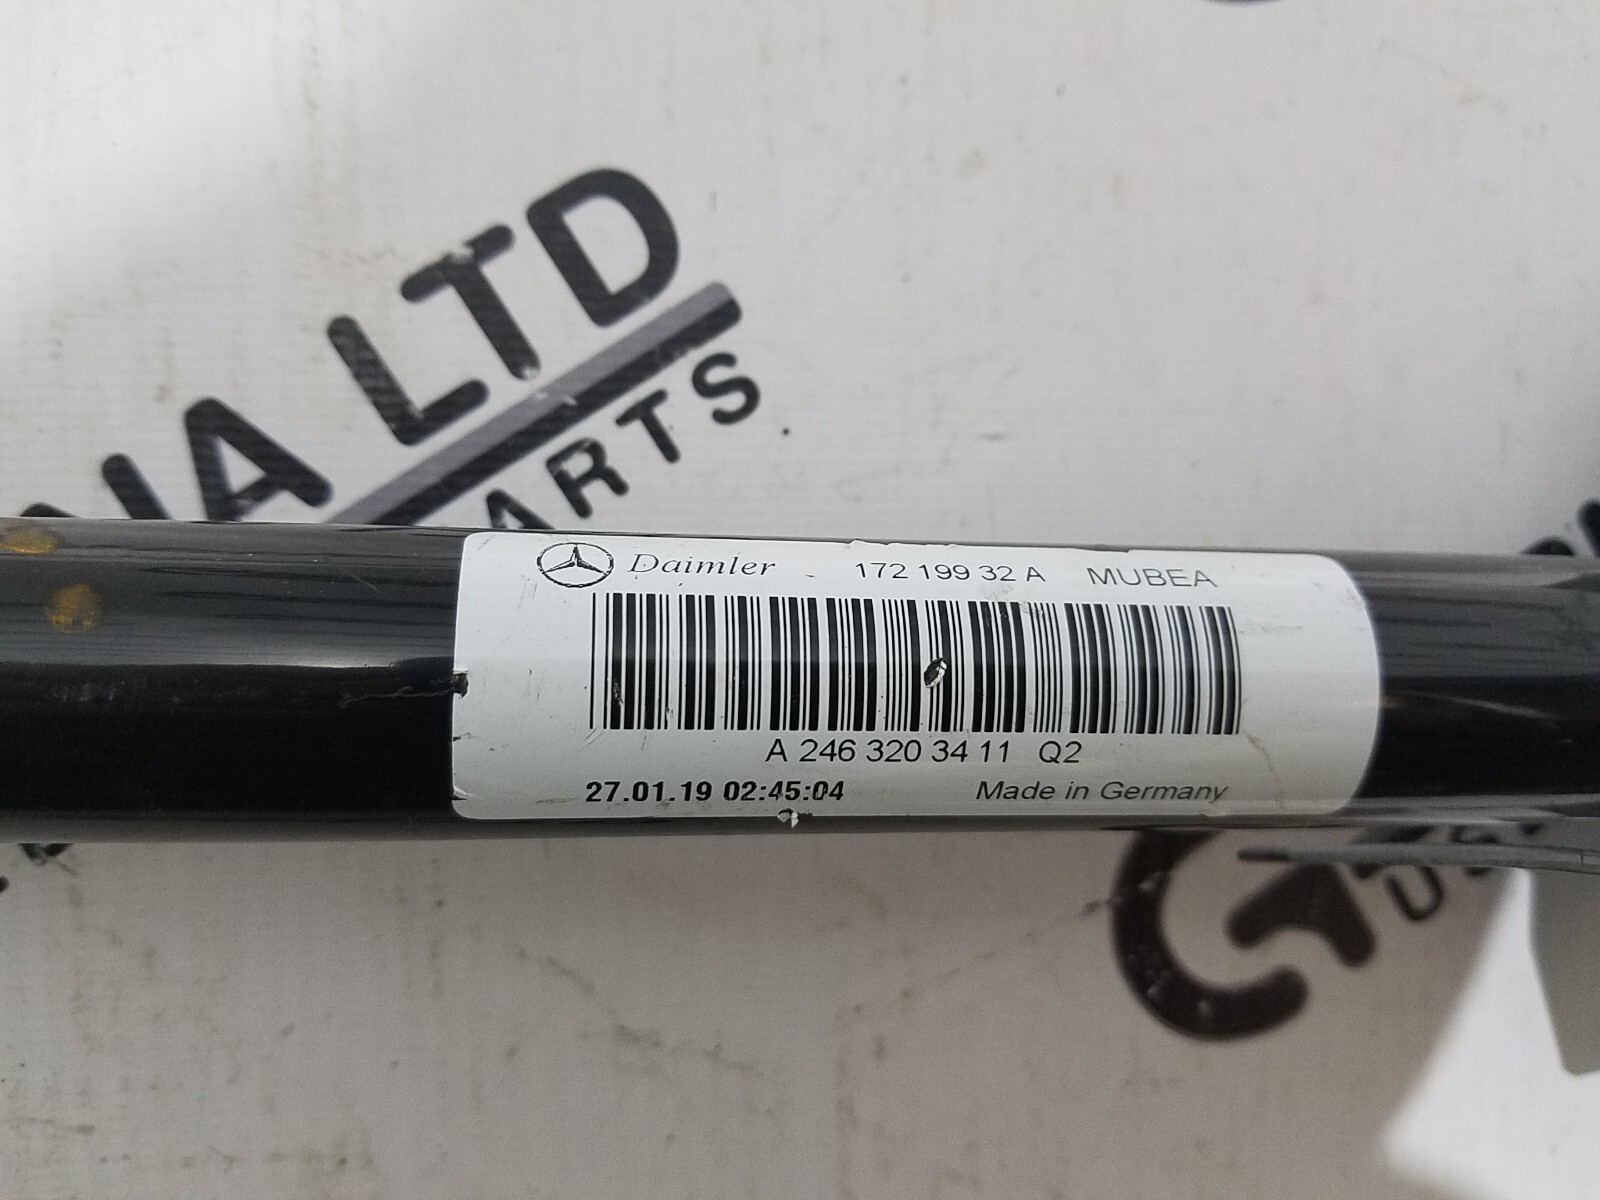 LTD
ARTS
Daimler 172 199 32 A MUBEA
A 246 320 34 11 Q2
27.01.19 02:45:04 Made in Germany